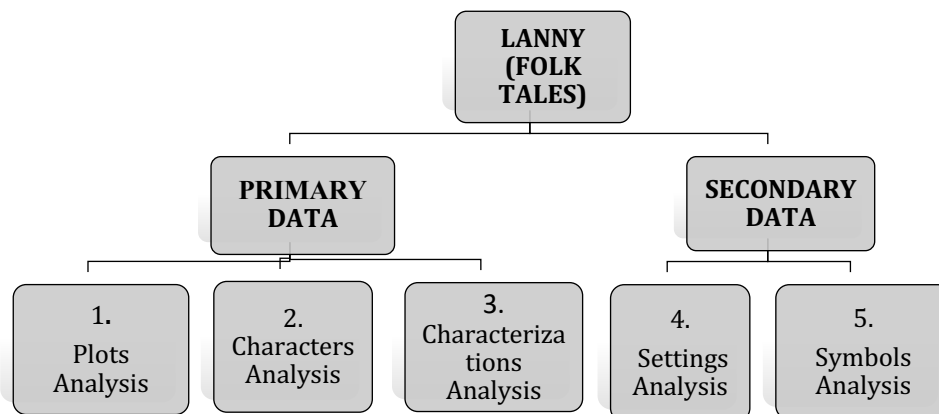 LANNY
(FOLK
TALES)
PRIMARY
DATA
SECONDARY
DATA
1.
Plots
Analysis
2.
Characters
Analysis
3.
Characteriza
tions
Analysis
4.
Settings
Analysis
5.
Symbols
Analysis